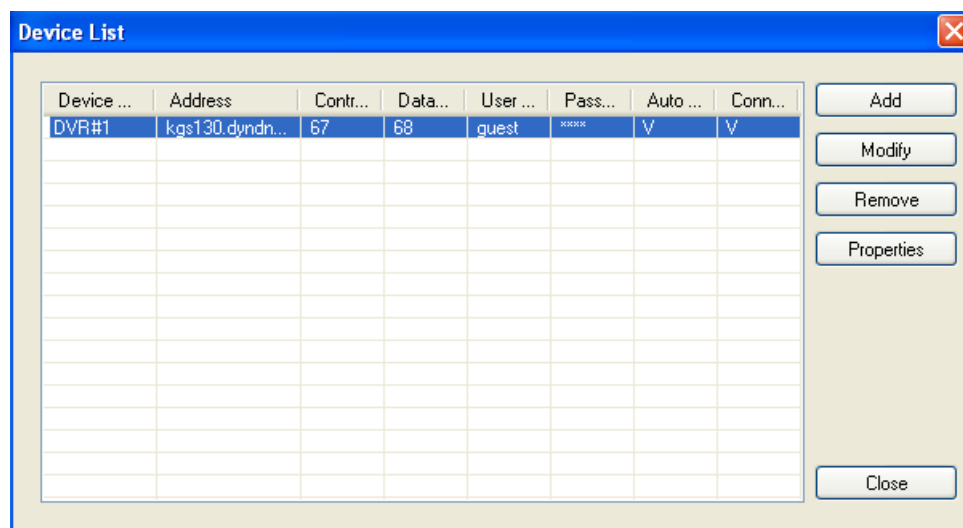 Device List
Device ... Address Contr... Data... User ... Pass... Auto ... Conn...
DVR#1 kgs130.dyndn... 67 68 guest **** V V
Add
Modify
Remove
Properties
Close